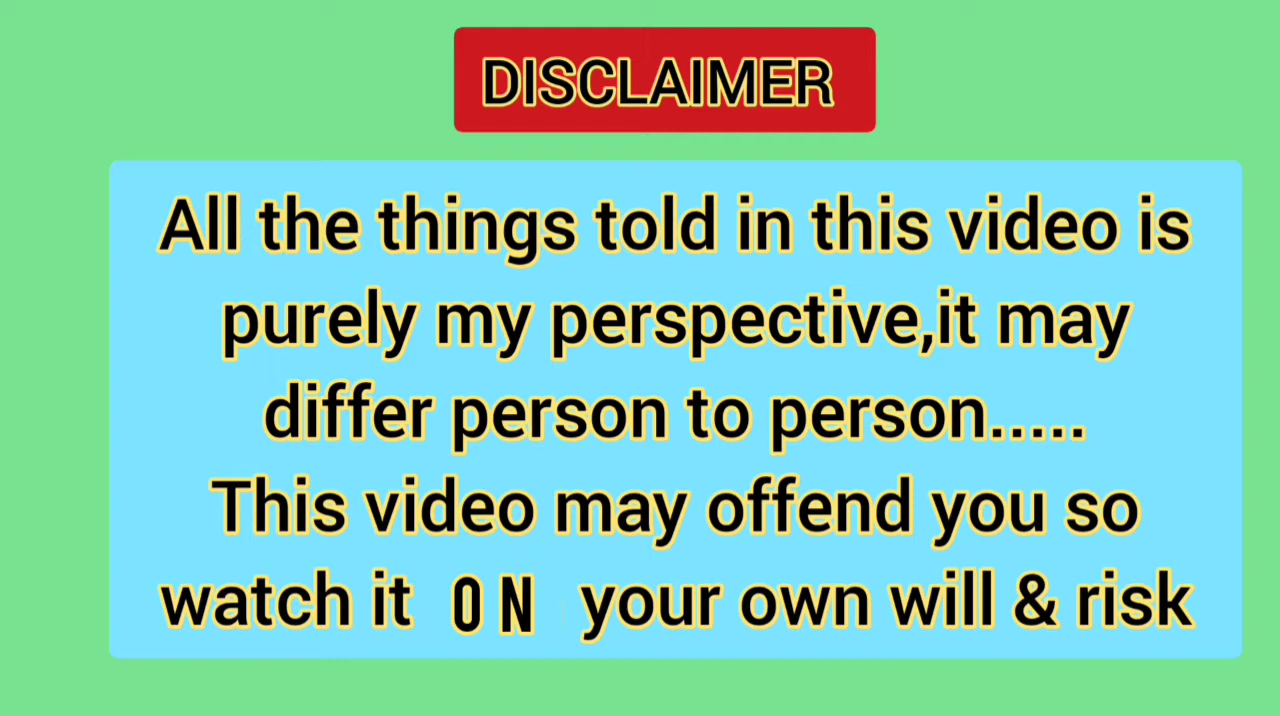 DISCLAIMER
All the things told in this video is
purely my perspective,it may
differ person to person.....
This video may offend you so
watch it ON your own will & risk